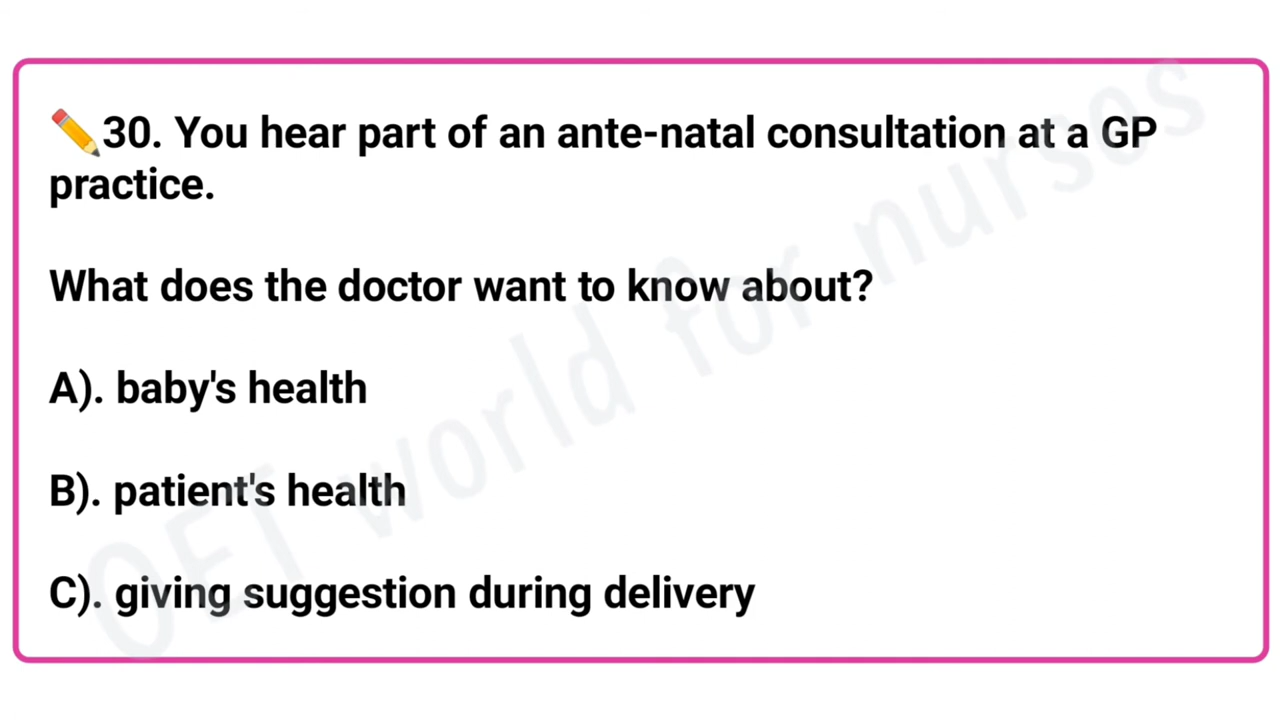 ✏️30. You hear part of an ante-natal consultation at a GP
practice.
What does the doctor want to know about?
A). baby's health
B). patient's health
C). giving suggestion during delivery
OET world for nurses